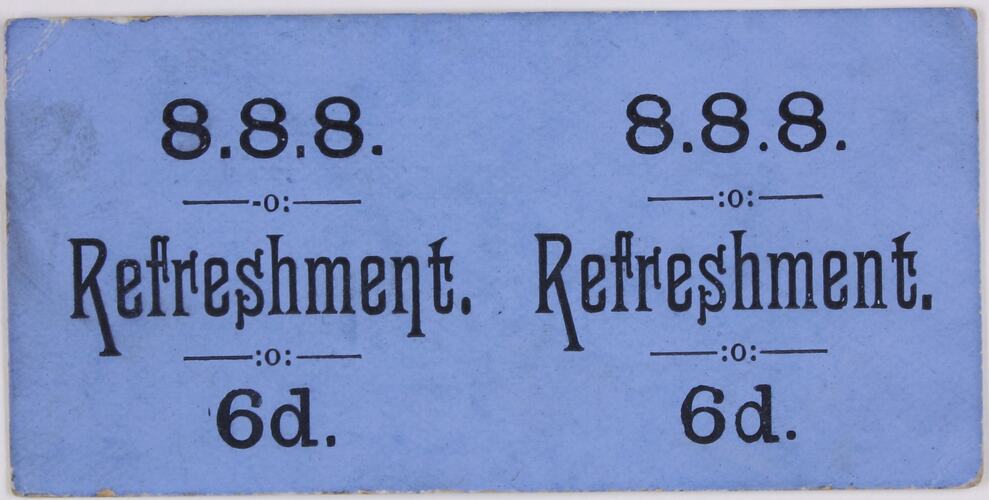 8.8.8.
-o:
Refreshment.
:o:
6d.
8.8.8.
:o:
Refreshment.
:o:
6d.